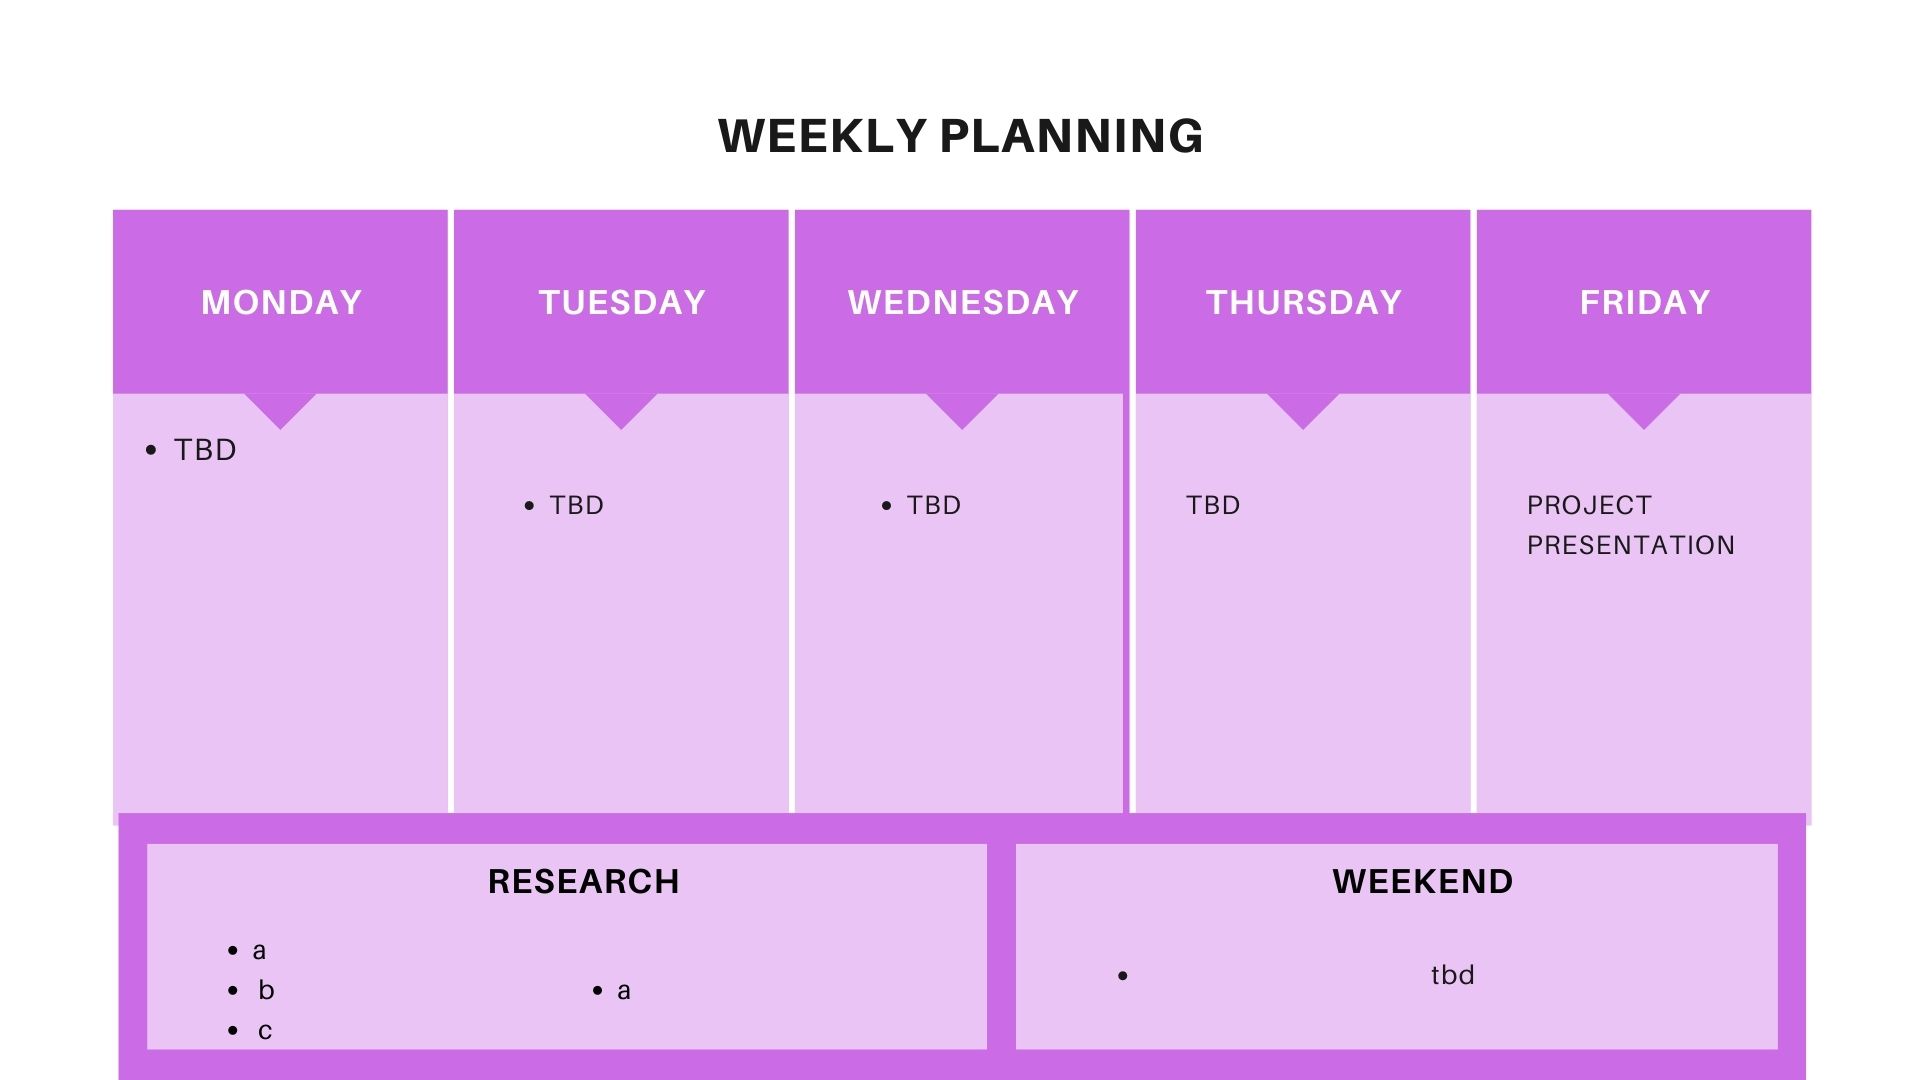 WEEKLY PLANNING
MONDAY
TUESDAY
WEDNESDAY
THURSDAY
FRIDAY
• TBD
• TBD
• TBD
TBD
PROJECT
PRESENTATION
RESEARCH
• a
• b
• c
• a
WEEKEND
• tbd